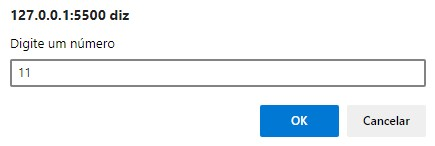 127.0.0.1:5500 diz
Digite um número
11
OK Cancelar